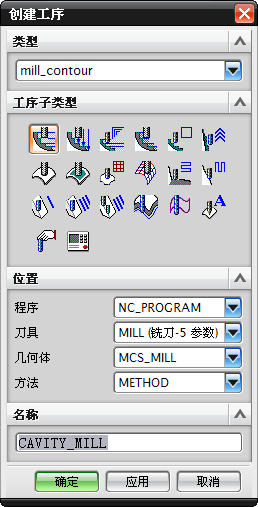 创建工序
类型
mill_contour
工序子类型
A
位置
程序 NC_PROGRAM
刀具 MILL (铣刀-5 参数)
几何体 MCS_MILL
方法 METHOD
名称
CAVITY_MILL
确定 应用 取消